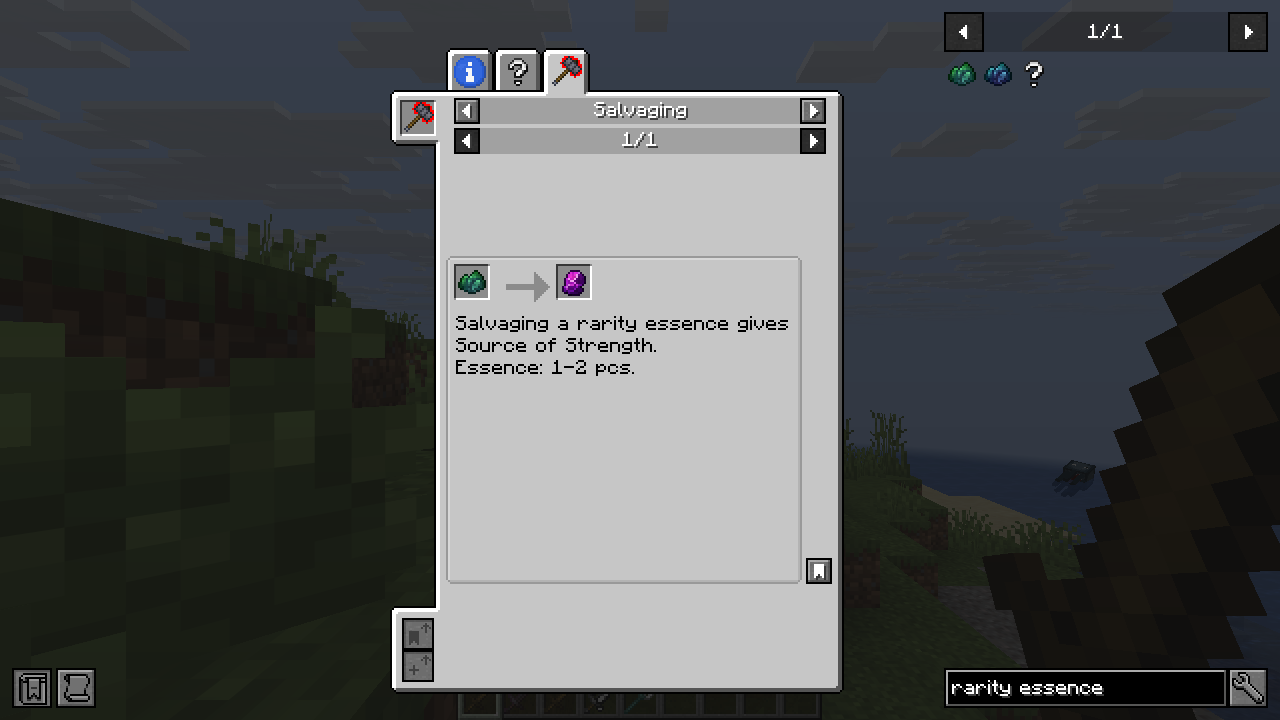 1/1
Salvaging
1/1
Salvaging a rarity essence gives
Source of Strength.
Essence: 1-2 pcs.
rarity essence